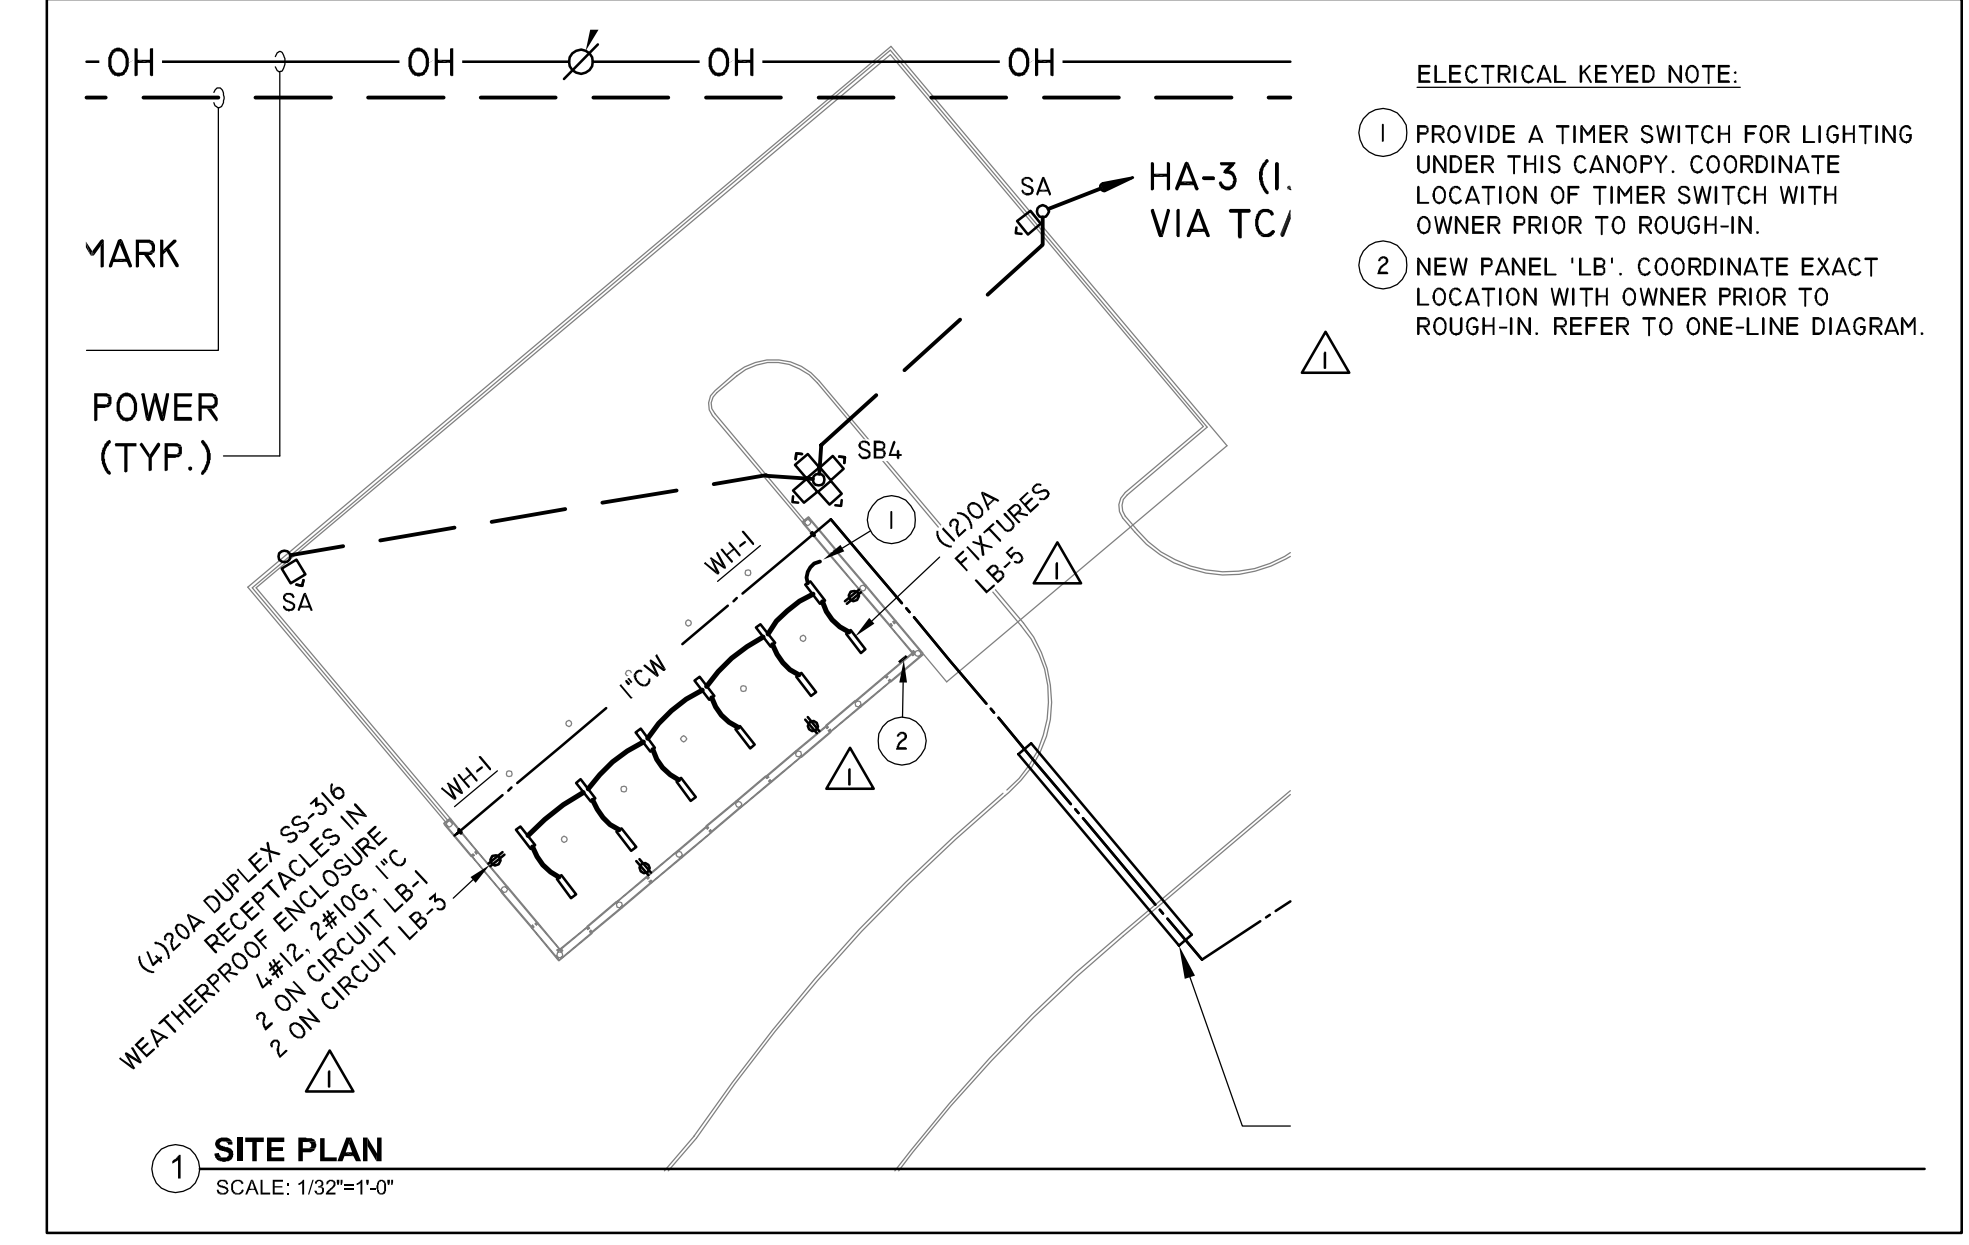 OH OH OH OH
ELECTRICAL KEYED NOTE:
1 PROVIDE A TIMER SWITCH FOR LIGHTING
UNDER THIS CANOPY. COORDINATE
LOCATION OF TIMER SWITCH WITH
OWNER PRIOR TO ROUGH-IN.
2 NEW PANEL 'LB'. COORDINATE EXACT
LOCATION WITH OWNER PRIOR TO
ROUGH-IN. REFER TO ONE-LINE DIAGRAM.
1
SA
HA-3 (1.
VIA TC
MARK
POWER
(TYP.)
SB4
SA
1
(12)OA
FIXTURES
LB-5
1
WH-1
1"CW
WH-1
2
1
(4)20A DUPLEX SS-316
RECEPTACLES IN
WEATHERPROOF ENCLOSURE
4#12, 2#10G, 1"C
2 ON CIRCUIT LB-1
2 ON CIRCUIT LB-3
1
1 SITE PLAN
SCALE: 1/32"=1'-0"